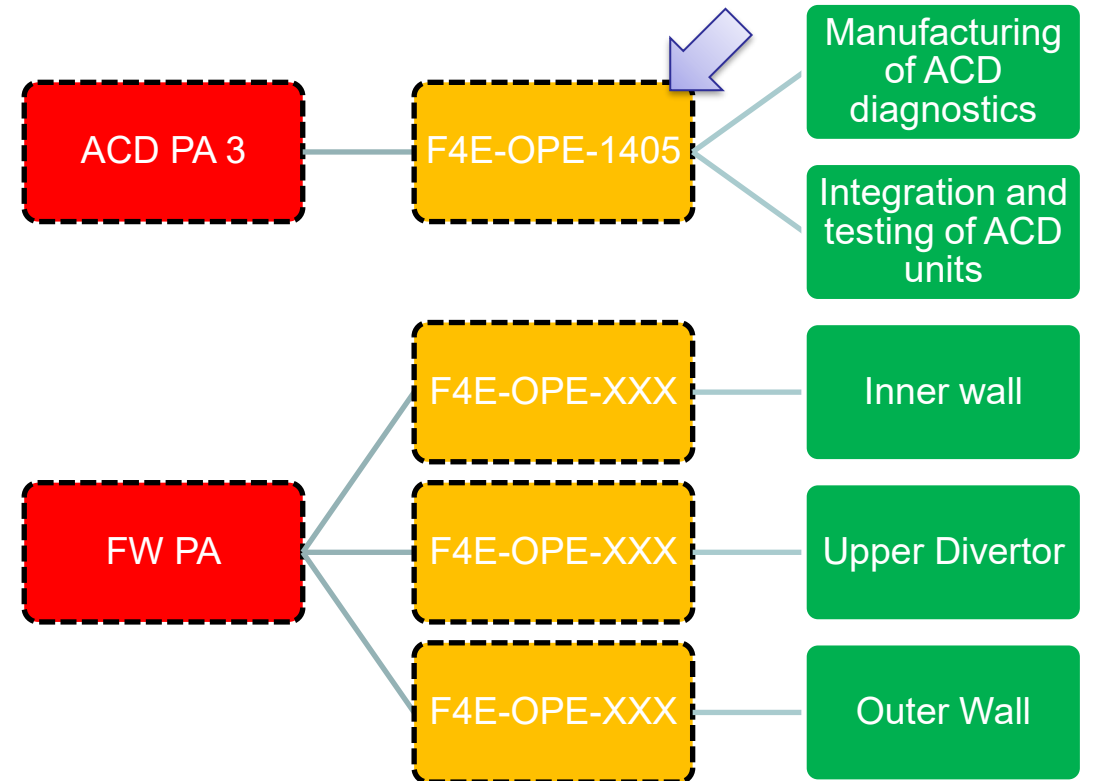 ACD PA 3
F4E-OPE-1405
Manufacturing
of ACD
diagnostics
Integration and
testing of ACD
units
FW PA
F4E-OPE-XXX
Inner wall
F4E-OPE-XXX
Upper Divertor
F4E-OPE-XXX
Outer Wall